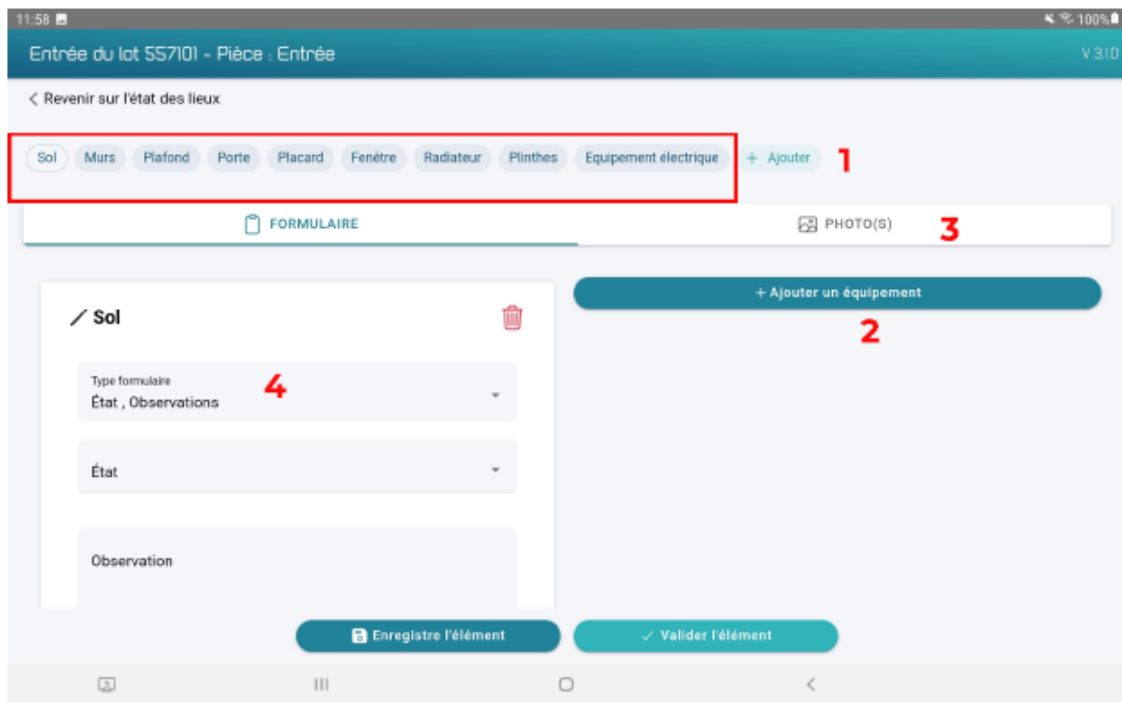 11:58 100%
Entrée du lot 557101 - Pièce : Entrée V 3.1.0
< Revenir sur l'état des lieux
Sol Murs Plafond Porte Placard Fenêtre Radiateur Plinthes Equipement électrique + Ajouter 1
FORMULAIRE PHOTO(S) 3
+ Ajouter un équipement
Sol 2
Type formulaire 4
État , Observations
État
Observation
Enregistre l'élément Valider l'élément